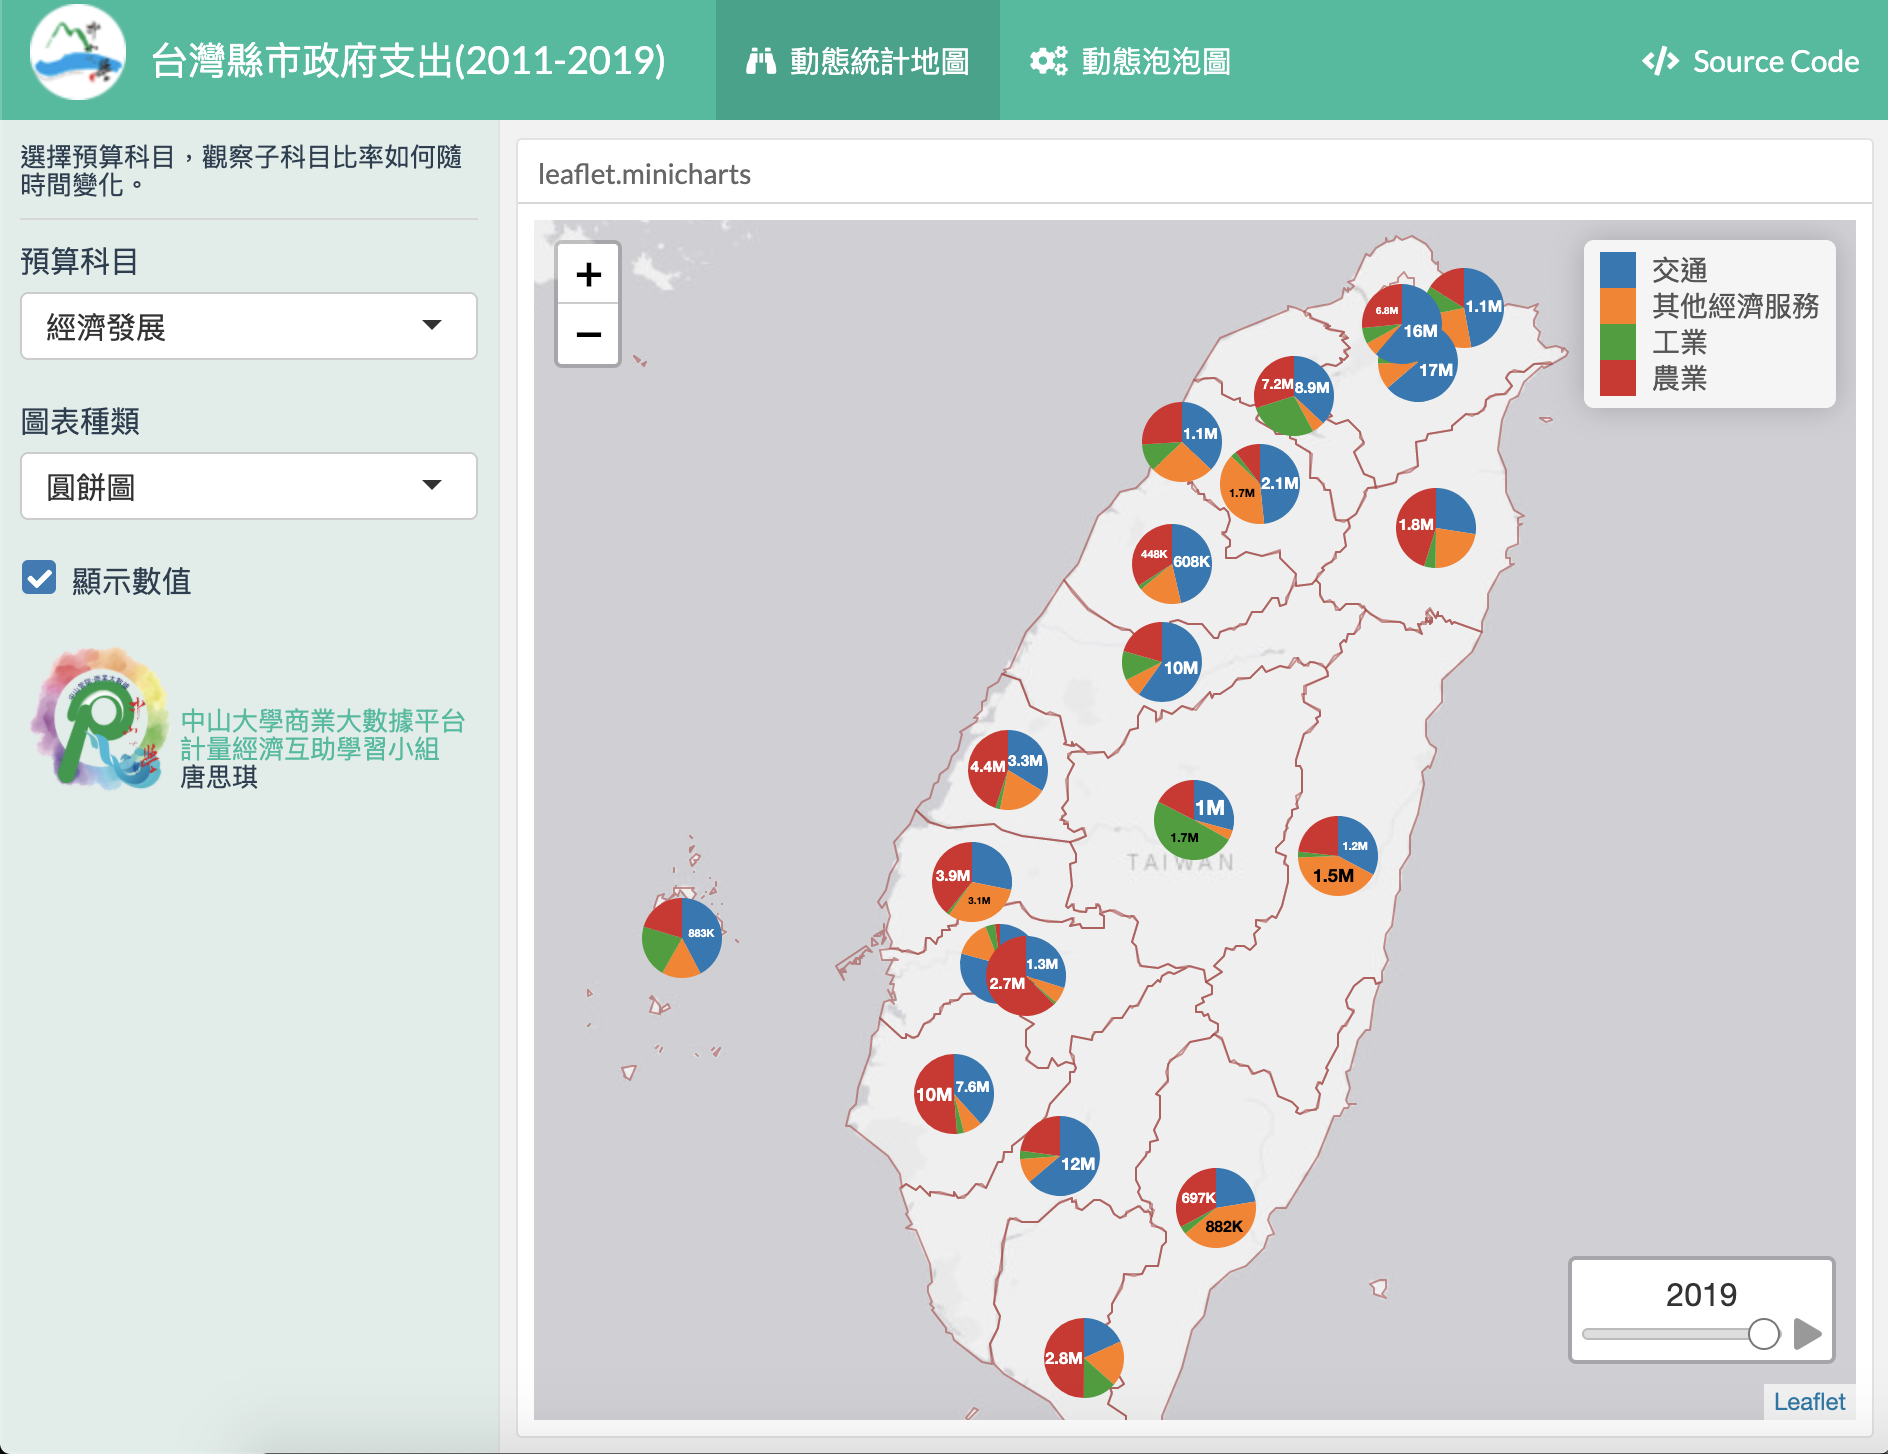 台灣縣市政府支出(2011-2019)
動態統計地圖
動態泡泡圖
Source Code
選擇預算科目，觀察子科目比率如何隨
時間變化。
預算科目
經濟發展
圖表種類
圓餅圖
顯示數值
中山大學商業大數據平台
計量經濟互助學習小組
唐思琪
leaflet.minicharts
+
−
交通
其他經濟服務
工業
農業
1.1M
6.8M
16M
17M
7.2M
8.9M
1.1M
1.7M
2.1M
1.8M
448K
608K
10M
4.4M
3.3M
1M
1.7M
TAIWAN
1.2M
1.5M
3.9M
3.1M
883K
1.3M
2.7M
10M
7.6M
12M
697K
882K
2.8M
2019
Leaflet